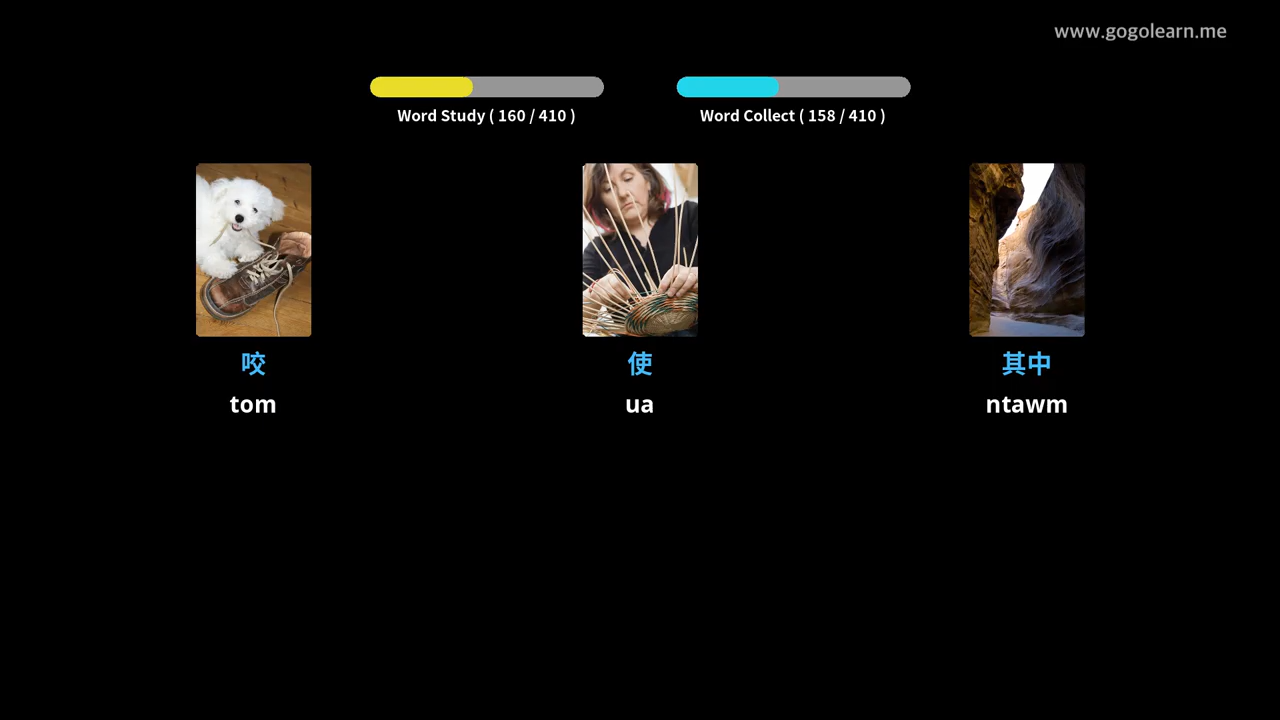 www.gogolearn.me
Word Study ( 160 / 410 )
Word Collect ( 158 / 410 )
咬
使
其中
tom
ua
ntawm